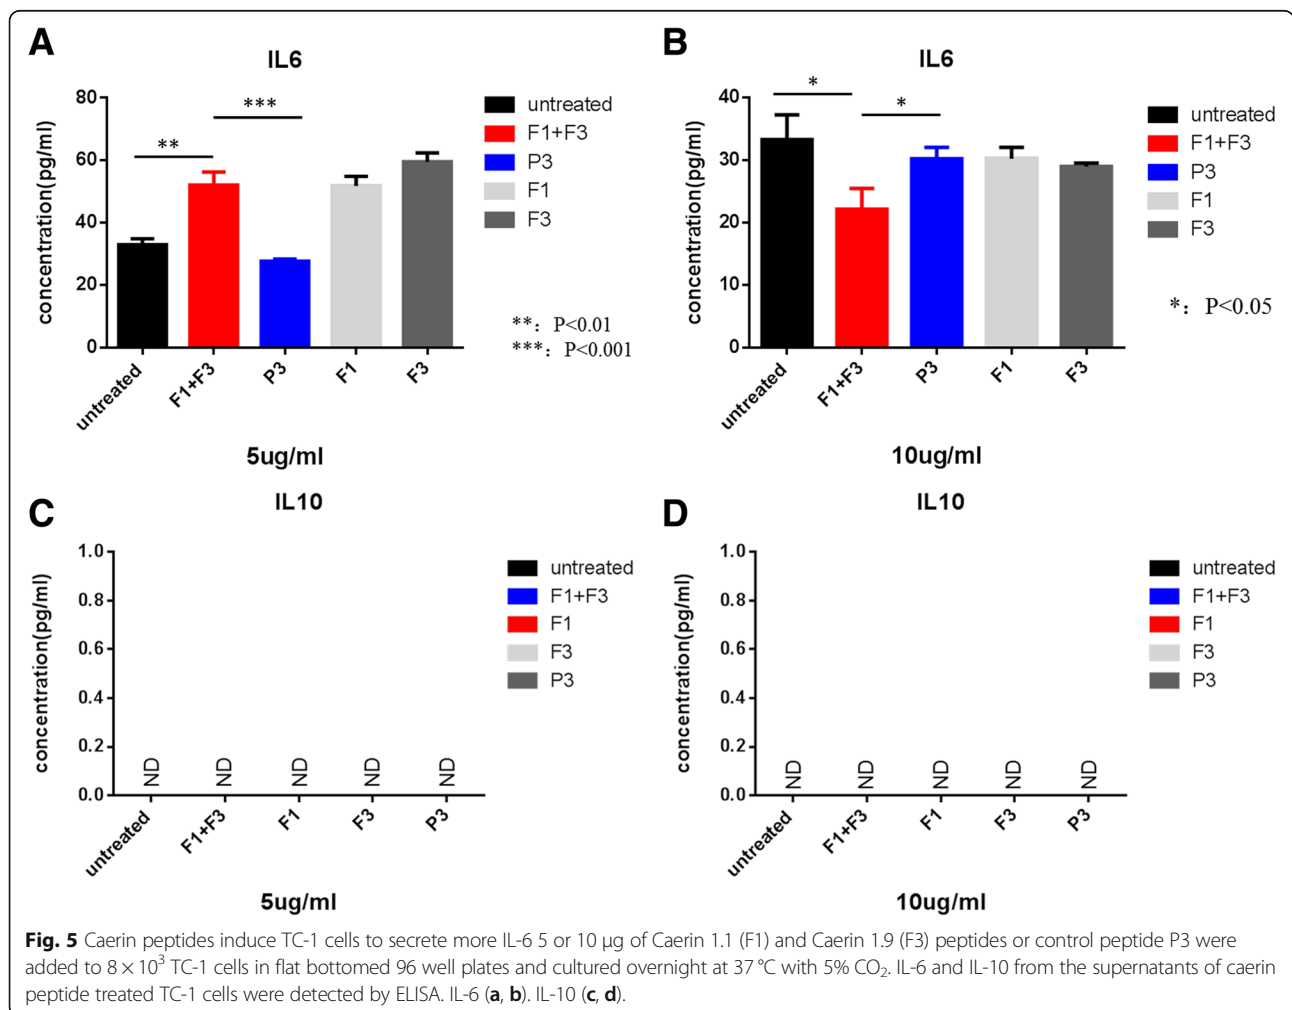 A
IL6
concentration(pg/ml)
80
60
40
20
0
**
***
untreated
F1+F3
P3
F1
F3
untreated
F1+F3
P3
F1
F3
**: P<0.01
***: P<0.001
5ug/ml
B
IL6
concentration(pg/ml)
40
30
20
10
0
*
*
untreated
F1+F3
P3
F1
F3
untreated
F1+F3
P3
F1
F3
*: P<0.05
10ug/ml
C
IL10
concentration(pg/ml)
1.0
0.8
0.6
0.4
0.2
0.0
ND
ND
ND
ND
ND
untreated
F1+F3
F1
F3
P3
untreated
F1+F3
F1
F3
P3
5ug/ml
D
IL10
concentration(pg/ml)
1.0
0.8
0.6
0.4
0.2
0.0
ND
ND
ND
ND
ND
untreated
F1+F3
F1
F3
P3
untreated
F1+F3
F1
F3
P3
10ug/ml
Fig. 5 Caerin peptides induce TC-1 cells to secrete more IL-6 5 or 10 μg of Caerin 1.1 (F1) and Caerin 1.9 (F3) peptides or control peptide P3 were
added to 8 × 10³ TC-1 cells in flat bottomed 96 well plates and cultured overnight at 37 °C with 5% CO₂. IL-6 and IL-10 from the supernatants of caerin
peptide treated TC-1 cells were detected by ELISA. IL-6 (a, b). IL-10 (c, d).